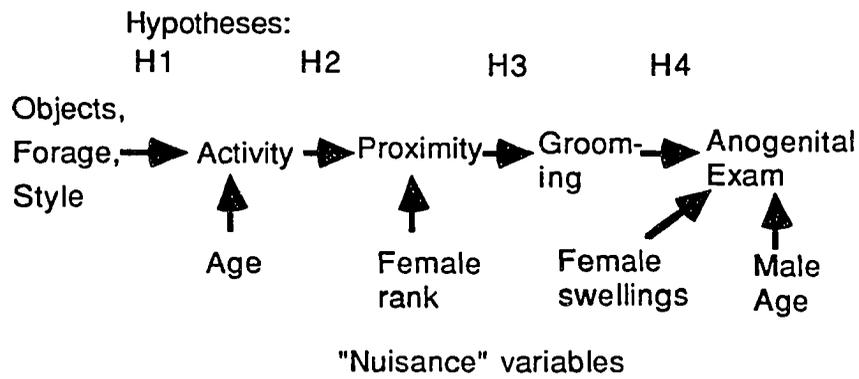 Hypotheses:
H1 H2 H3 H4
Objects,
Forage,
Style
Activity
Proximity
Groom-
ing
Anogenital
Exam
Age
Female
rank
Female
swellings
Male
Age
"Nuisance" variables